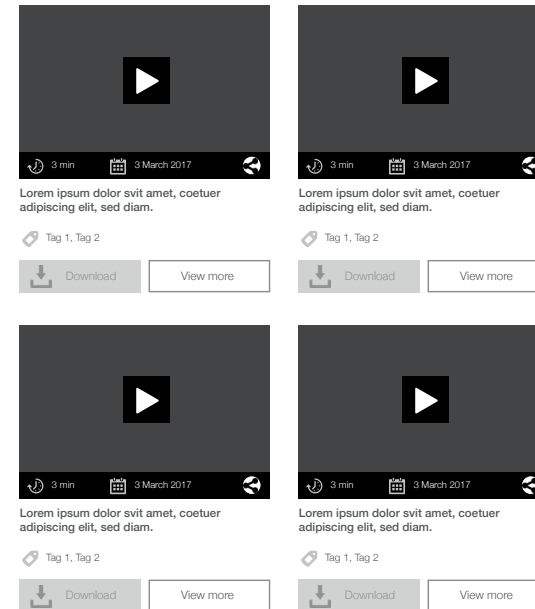 3 min 3 March 2017
Lorem ipsum dolor svit amet, coetuer
adipiscing elit, sed diam.
Tag 1, Tag 2
Download View more
3 min 3 March 2017
Lorem ipsum dolor svit amet, coetuer
adipiscing elit, sed diam.
Tag 1, Tag 2
Download View more
3 min 3 March 2017
Lorem ipsum dolor svit amet, coetuer
adipiscing elit, sed diam.
Tag 1, Tag 2
Download View more
3 min 3 March 2017
Lorem ipsum dolor svit amet, coetuer
adipiscing elit, sed diam.
Tag 1, Tag 2
Download View more